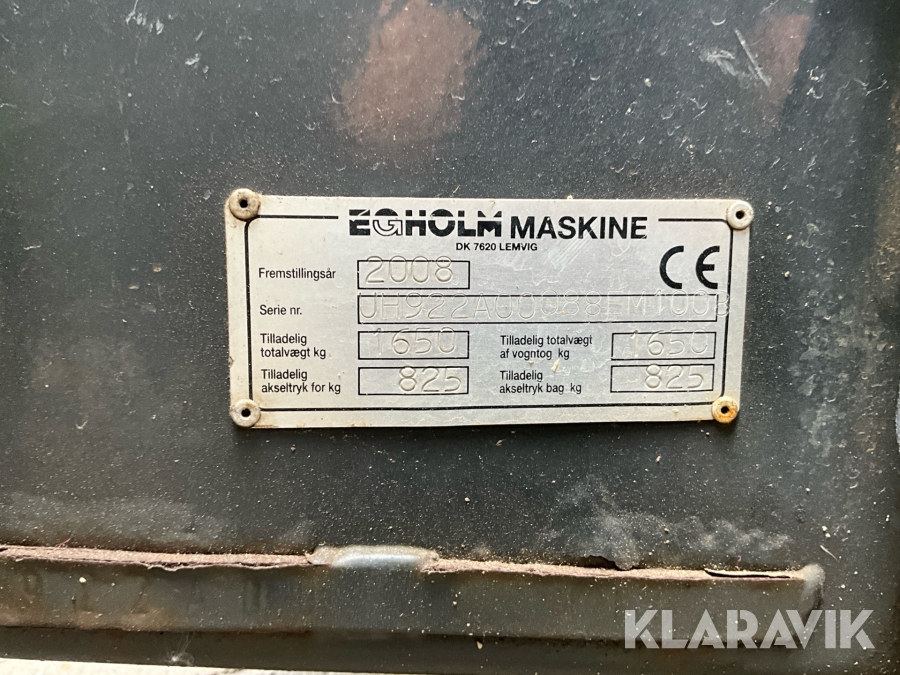 EGHOLM MASKINE
DK 7620 LEMVIG
Fremstillingsår 2008
Serie nr.
Tilladelig totalvægt kg 1650
Tilladelig totalvægt af vogntog kg 1650
Tilladelig akseltryk for kg 825
Tilladelig akseltryk bag kg 825
CE
KLARAVIK